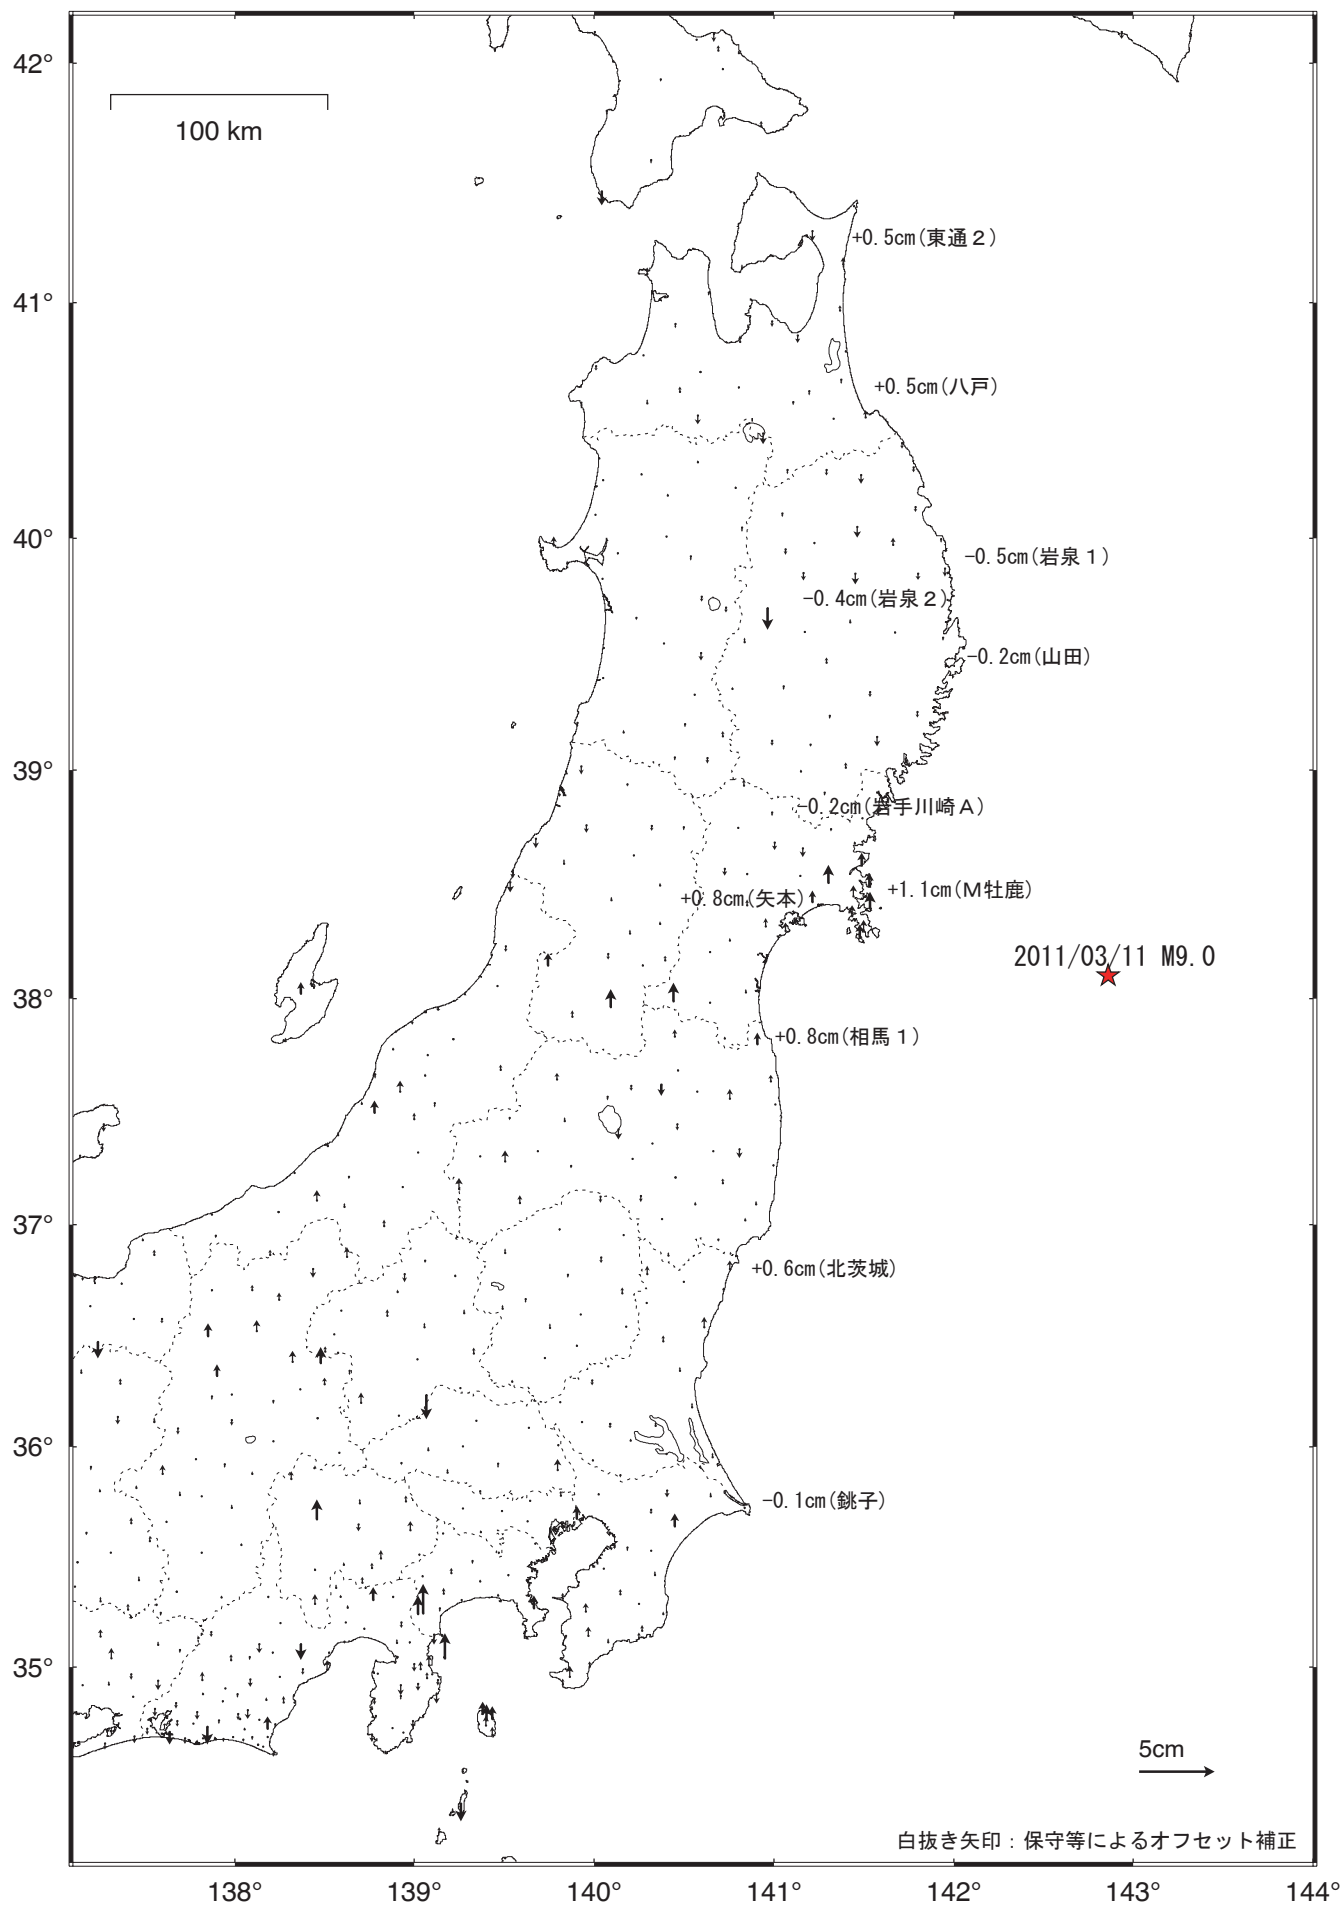 42°
100 km
+0.5cm(東通２)
41°
+0.5cm(八戸)
40°
-0.5cm(岩泉１)
-0.4cm(岩泉２)
-0.2cm(山田)
39°
-0.2cm(岩手川崎Ａ)
+1.1cm(Ｍ牡鹿)
+0.8cm(矢本)
2011/03/11 M9.0
38°
+0.8cm(相馬１)
37°
+0.6cm(北茨城)
36°
-0.1cm(銚子)
35°
5cm
白抜き矢印：保守等によるオフセット補正
138° 139° 140° 141° 142° 143° 144°